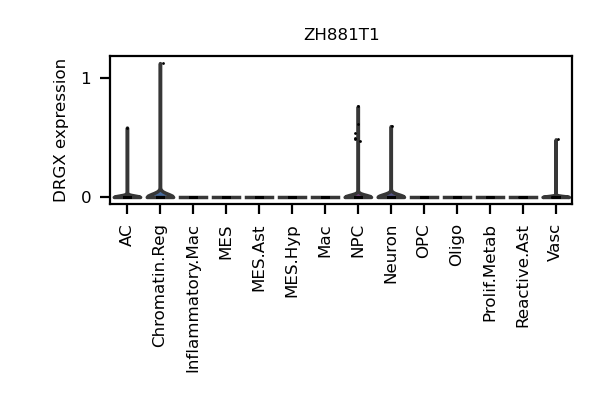 ZH881T1
DRGX expression
1
0
AC
Chromatin.Reg
Inflammatory.Mac
MES
MES.Ast
MES.Hyp
Mac
NPC
Neuron
OPC
Oligo
Prolif.Metab
Reactive.Ast
Vasc